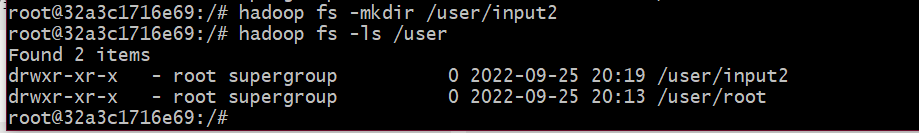 root@32a3c1716e69:/# hadoop fs -mkdir /user/input2
root@32a3c1716e69:/# hadoop fs -ls /user
Found 2 items
drwxr-xr-x   - root supergroup          0 2022-09-25 20:19 /user/input2
drwxr-xr-x   - root supergroup          0 2022-09-25 20:13 /user/root
root@32a3c1716e69:/#